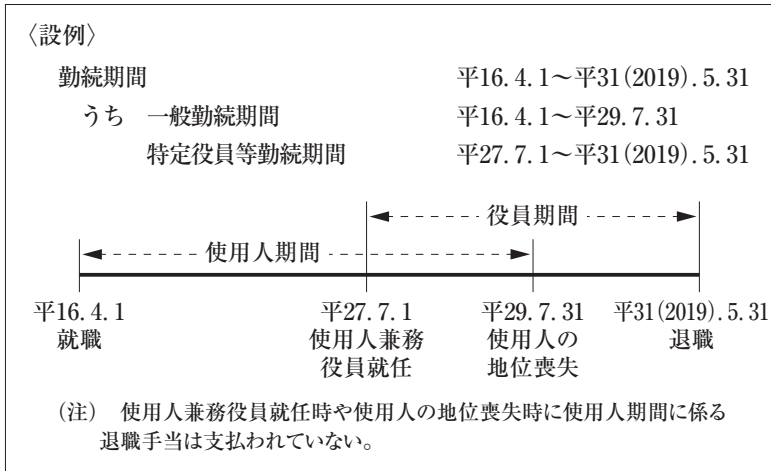 〈設例〉
勤続期間 平16.4.1～平31(2019).5.31
うち 一般勤続期間 平16.4.1～平29.7.31
特定役員等勤続期間 平27.7.1～平31(2019).5.31
役員期間
使用人期間
平16.4.1 平27.7.1 平29.7.31 平31(2019).5.31
就職 使用人兼務 使用人の 退職
役員就任 地位喪失
(注) 使用人兼務役員就任時や使用人の地位喪失時に使用人期間に係る
退職手当は支払われていない。